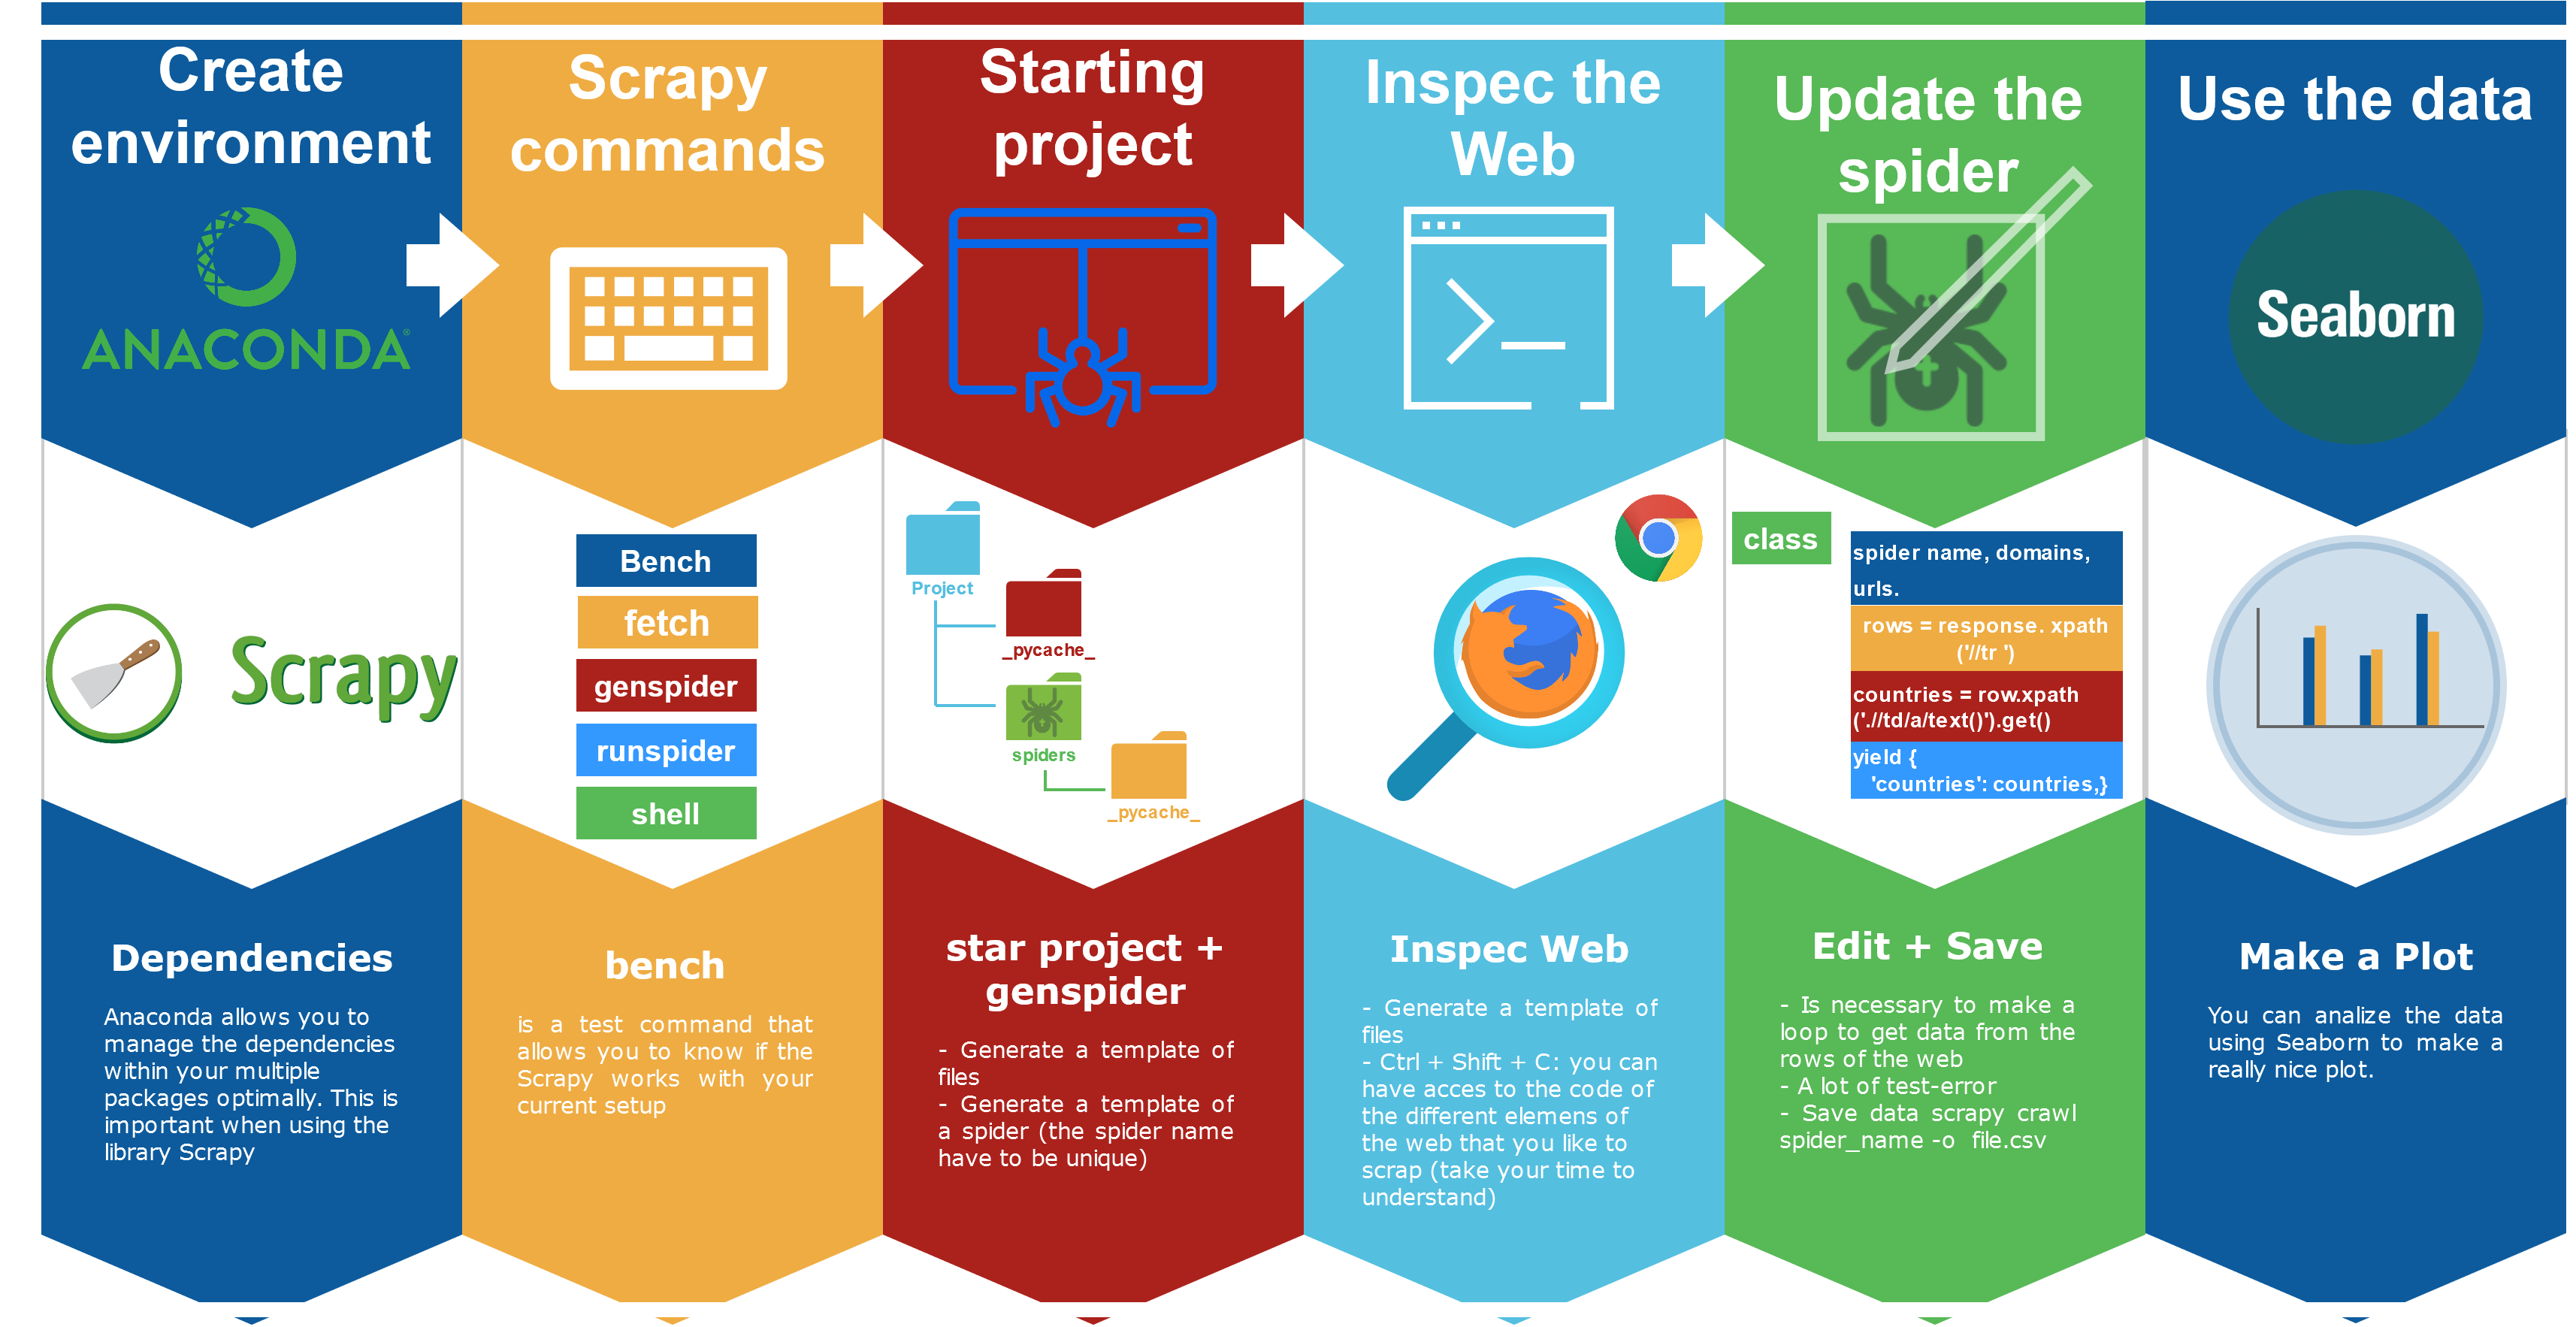 Create
environment
ANANCONDA
Scrapy
commands
Starting
project
Inspec the
Web
Update the
spider
Use the data
ANACONDA®
Seaborn
Scrapy
Bench
fetch
genspider
runspider
shell
Project
_pycache_
spiders
_pycache_
class
spider name, domains,
urls.
rows = response. xpath
('//tr ')
countries = row.xpath
('.//td/a/text()').get()
yield {
'countries': countries,}
Dependencies
Anaconda allows you to
manage the dependencies
within your multiple
packages optimally. This is
important when using the
library Scrapy
bench
is a test command that
allows you to know if the
Scrapy works with your
current setup
star project +
genspider
- Generate a template of
files
- Generate a template of
a spider (the spider name
have to be unique)
Inspec Web
- Generate a template of
files
- Ctrl + Shift + C: you can
have acces to the code of
the different elemens of
the web that you like to
scrap (take your time to
understand)
Edit + Save
- Is necessary to make a
loop to get data from the
rows of the web
- A lot of test-error
- Save data scrapy crawl
spider_name -o file.csv
Make a Plot
You can analize the data
using Seaborn to make a
really nice plot.